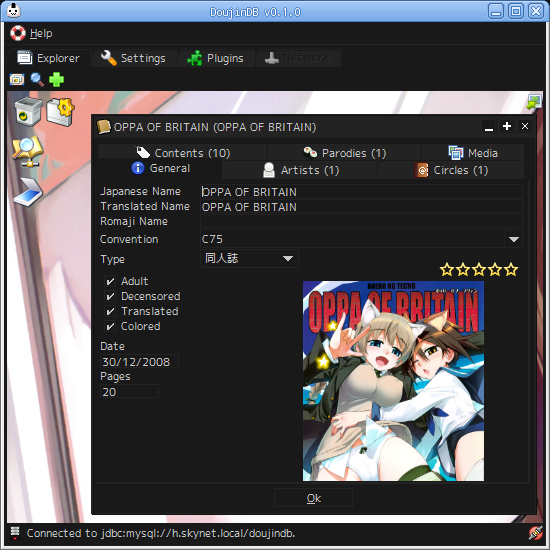 DoujinDB v0.1.0
Help
Explorer Settings Plugins Network
OPPA OF BRITAIN (OPPA OF BRITAIN)
Contents (10) Parodies (1) Media
General Artists (1) Circles (1)
Japanese Name OPPA OF BRITAIN
Translated Name OPPA OF BRITAIN
Romaji Name
Convention C75
Type 同人誌
Adult
Decensored
Translated
Colored
Date
30/12/2008
Pages
20
OPPA OF BRITAIN
Ok
Connected to jdbc:mysql://h.skynet.local/doujindb.